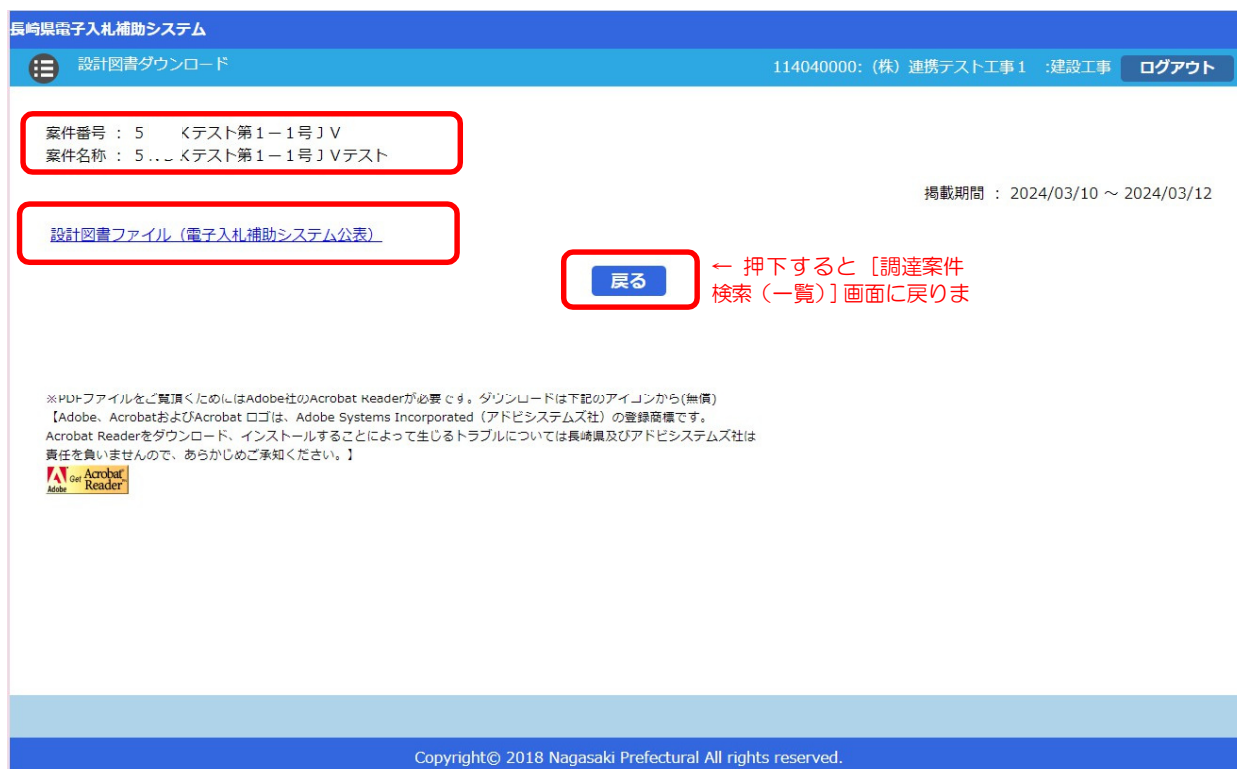 長崎県電子入札補助システム
設計図書ダウンロード
114040000:（株）連携テスト工事１ :建設工事 ログアウト
案件番号 ： ５ Kテスト第１－１号ＪＶ
案件名称 ： ５ Kテスト第１－１号ＪＶテスト
掲載期間 ： 2024/03/10 ～ 2024/03/12
設計図書ファイル（電子入札補助システム公表）
戻る
← 押下すると［調達案件
検索（一覧）］画面に戻りま
※PDFファイルをご覧頂くためにはAdobe社のAcrobat Readerが必要です。ダウンロードは下記のアイコンから(無償)
【Adobe、AcrobatおよびAcrobat ロゴは、Adobe Systems Incorporated（アドビシステムズ社）の登録商標です。
Acrobat Readerをダウンロード、インストールすることによって生じるトラブルについては長崎県及びアドビシステムズ社は
責任を負いませんので、あらかじめご承知ください。】
Adobe Get Acrobat Reader
Copyright© 2018 Nagasaki Prefectural All rights reserved.